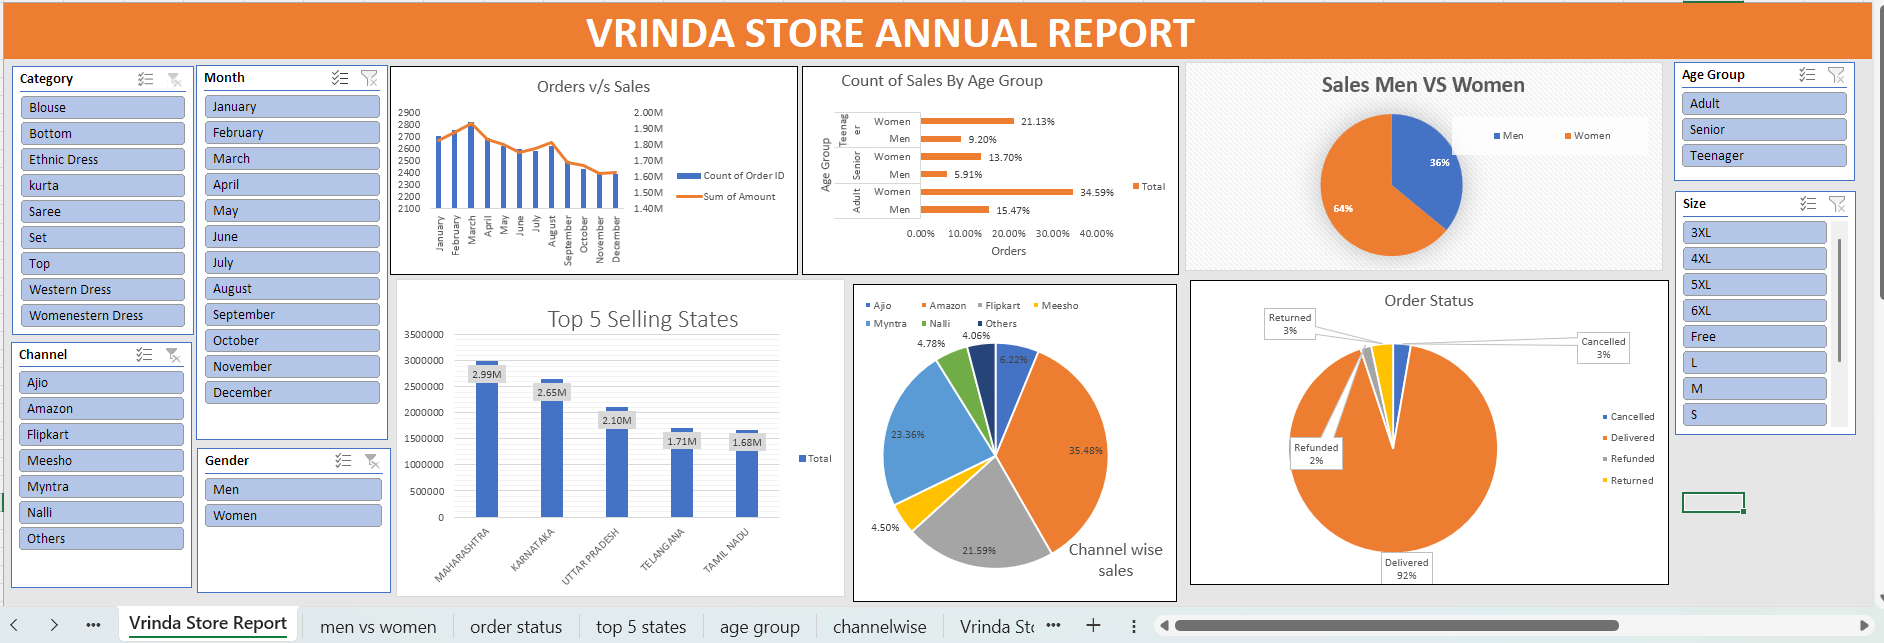 VRINDA STORE ANNUAL REPORT
Category
Blouse
Bottom
Ethnic Dress
kurta
Saree
Set
Top
Western Dress
Womenestern Dress
Channel
Ajio
Amazon
Flipkart
Meesho
Myntra
Nalli
Others
Month
January
February
March
April
May
June
July
August
September
October
November
December
Gender
Men
Women
Orders v/s Sales
2900
2800
2700
2600
2500
2400
2300
2200
2100
2.00M
1.90M
1.80M
1.70M
1.60M
1.50M
1.40M
January
February
March
April
May
June
July
August
September
October
November
December
Count of Order ID
Sum of Amount
Count of Sales By Age Group
Age Group
Teenag
er
Senior
Adult
Women 21.13%
Men 9.20%
Women 13.70%
Men 5.91%
Women 34.59%
Men 15.47%
0.00% 10.00% 20.00% 30.00% 40.00%
Orders
Total
Sales Men VS Women
Men Women
36%
64%
Age Group
Adult
Senior
Teenager
Size
3XL
4XL
5XL
6XL
Free
L
M
S
Top 5 Selling States
3500000
3000000
2500000
2000000
1500000
1000000
500000
0
2.99M
2.65M
2.10M
1.71M
1.68M
MAHARASHTRA
KARNATAKA
UTTAR PRADESH
TELANGANA
TAMIL NADU
Total
Ajio Amazon Flipkart Meesho
Myntra Nalli Others
4.06%
4.78%
6.22%
23.36%
35.48%
4.50%
21.59%
Channel wise
sales
Order Status
Returned
3%
Cancelled
3%
Refunded
2%
Delivered
92%
Cancelled
Delivered
Refunded
Returned
Vrinda Store Report men vs women order status top 5 states age group channelwise Vrinda Sto